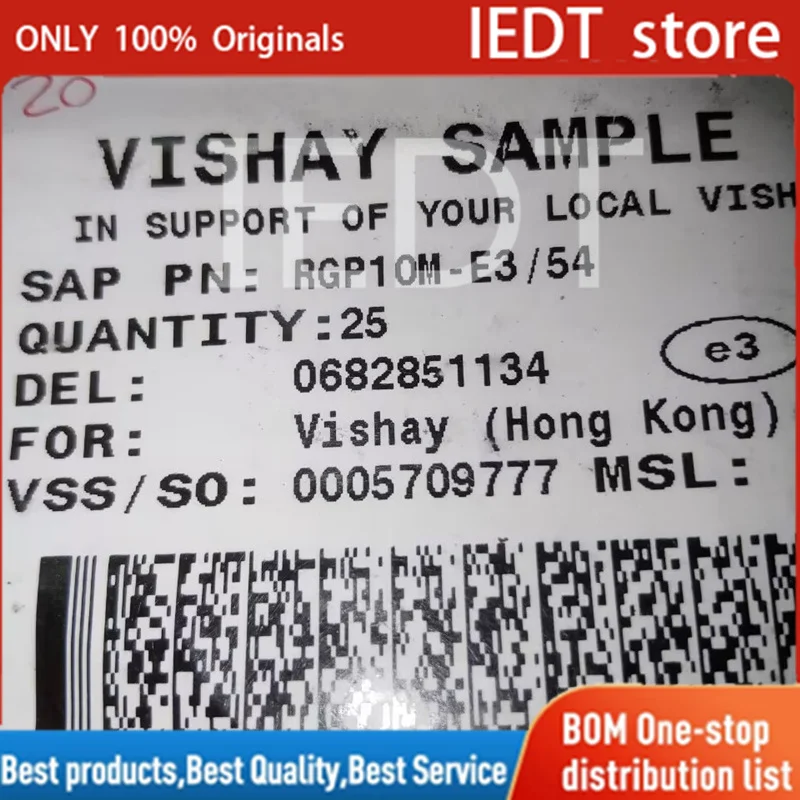 ONLY 100% Originals
IEDT store
20
VISHAY SAMPLE
IN SUPPORT OF YOUR LOCAL VISH
SAP PN: RGP10M-E3/54
QUANTITY:25
e3
DEL: 0682851134
FOR: Vishay (Hong Kong)
VSS/SO: 0005709777 MSL:
IEDT
Best products,Best Quality,Best Service
BOM One-stop
distribution list